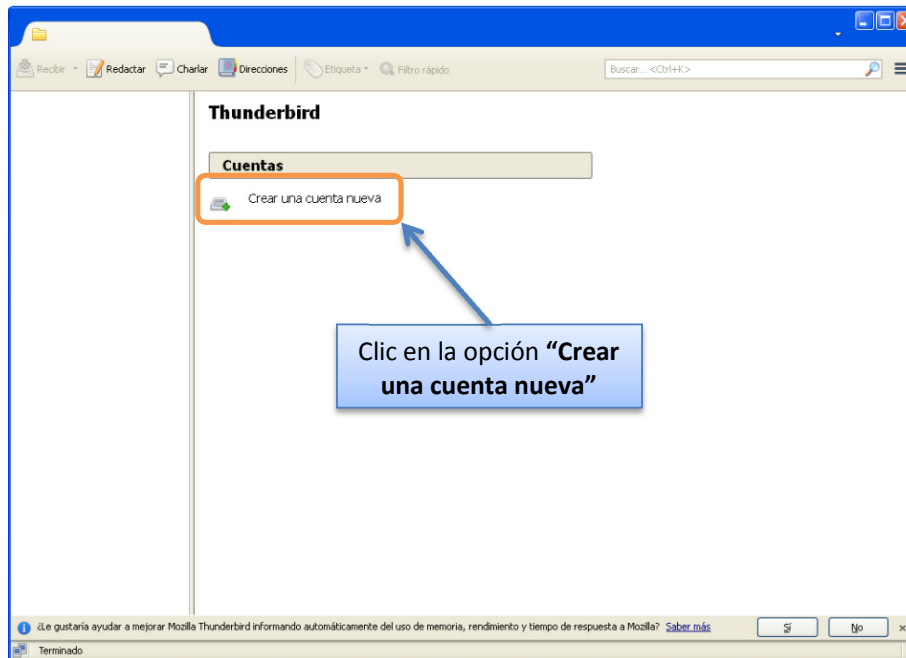 Recibir Redactar Charlar Direcciones Etiqueta Filtro rápido Buscar... <Ctrl+K>
Thunderbird
Cuentas
Crear una cuenta nueva
Clic en la opción “Crear
una cuenta nueva”
¿Le gustaría ayudar a mejorar Mozilla Thunderbird informando automáticamente del uso de memoria, rendimiento y tiempo de respuesta a Mozilla? Saber más Sí No
Terminado